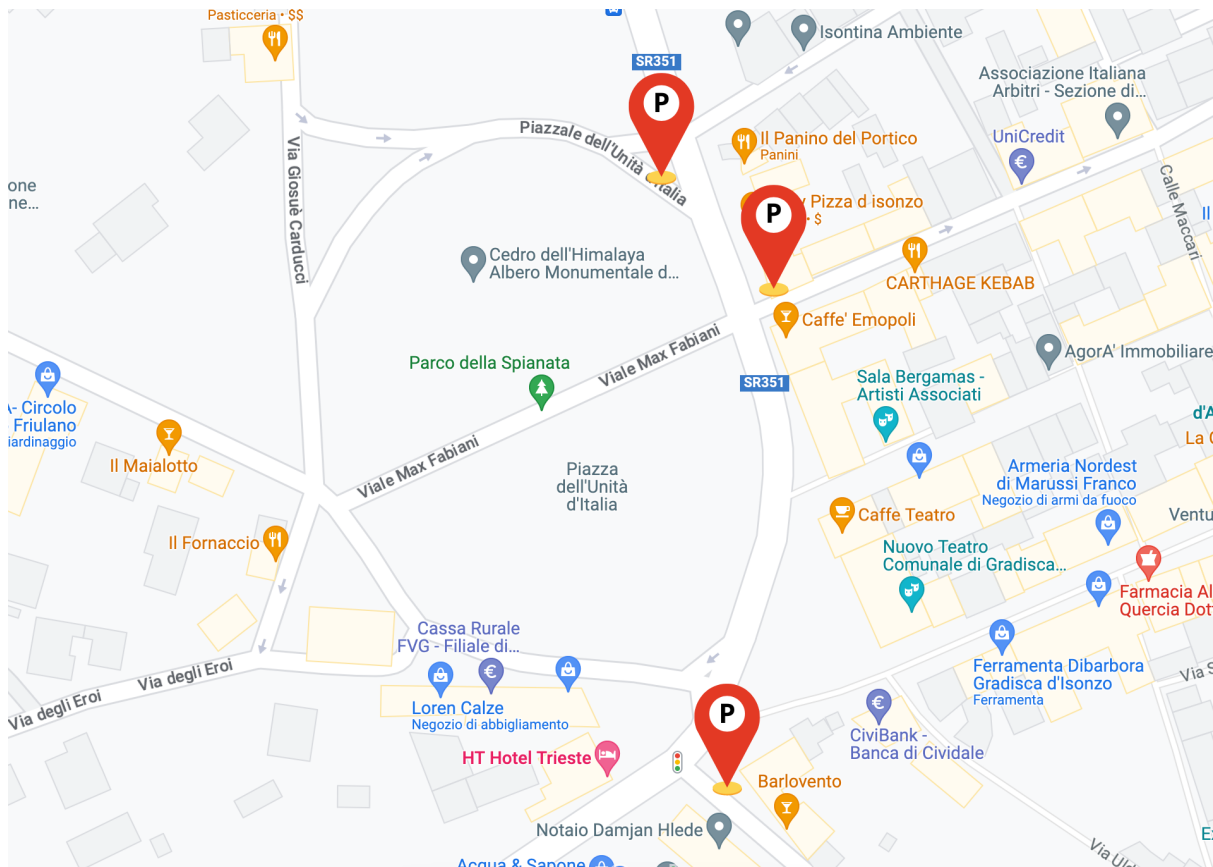 Pasticceria • $$
Isontina Ambiente
SR351
P
Associazione Italiana
Arbitri - Sezione di...
Piazzale dell'Unità d'Italia
Il Panino del Portico
Panini
UniCredit
Via Giosuè Carducci
one
ne...
Calle Maccari
P
y Pizza d isonzo
• $
Il
Cedro dell'Himalaya
Albero Monumentale d...
CARTHAGE KEBAB
Caffe' Emopoli
Viale Max Fabiani
AgorA' Immobiliare
Parco della Spianata
SR351
Sala Bergamas -
Artisti Associati
A- Circolo
Friulano
iardinaggio
d'A
La
Il Maialotto
Viale Max Fabiani
Piazza
dell'Unità
d'Italia
Armeria Nordest
di Marussi Franco
Negozio di armi da fuoco
Caffe Teatro
Ventu
Il Fornaccio
Nuovo Teatro
Comunale di Gradisca...
Farmacia Al
Quercia Dot
Cassa Rurale
FVG - Filiale di...
Via degli Eroi
Via degli Eroi
Ferramenta Dibarbora
Gradisca d'Isonzo
Ferramenta
Via S
Loren Calze
Negozio di abbigliamento
P
CiviBank -
Banca di Cividale
HT Hotel Trieste
Barlovento
Notaio Damjan Hlede
Via Uld
Acqua & Sapone